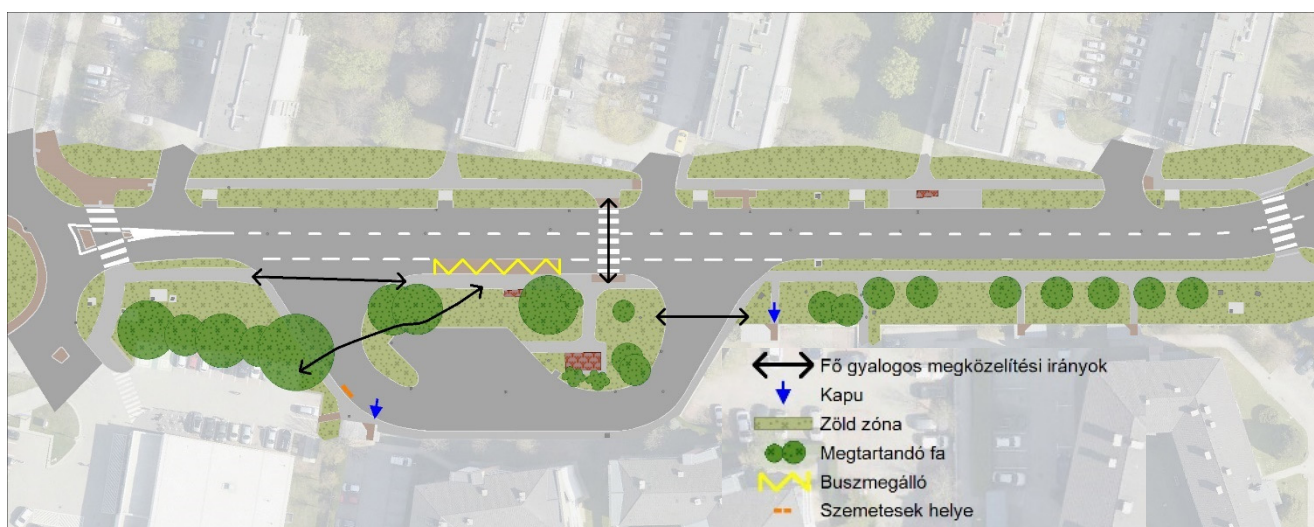 Fő gyalogos megközelítési irányok
Kapu
Zöld zóna
Megtartandó fa
Buszmegálló
Szemetesek helye